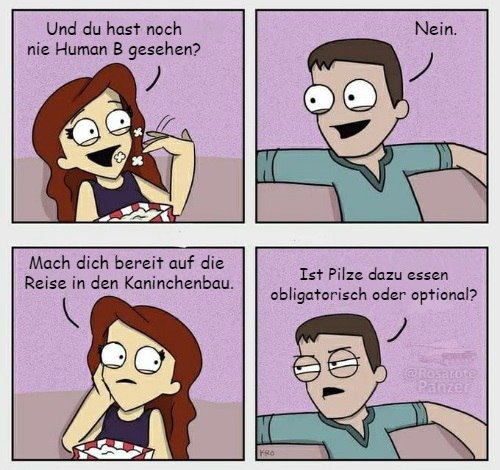 Und du hast noch
nie Human B gesehen?
Nein.
Mach dich bereit auf die
Reise in den Kaninchenbau.
Ist Pilze dazu essen
obligatorisch oder optional?
@Rosarote
Panzer
KRO